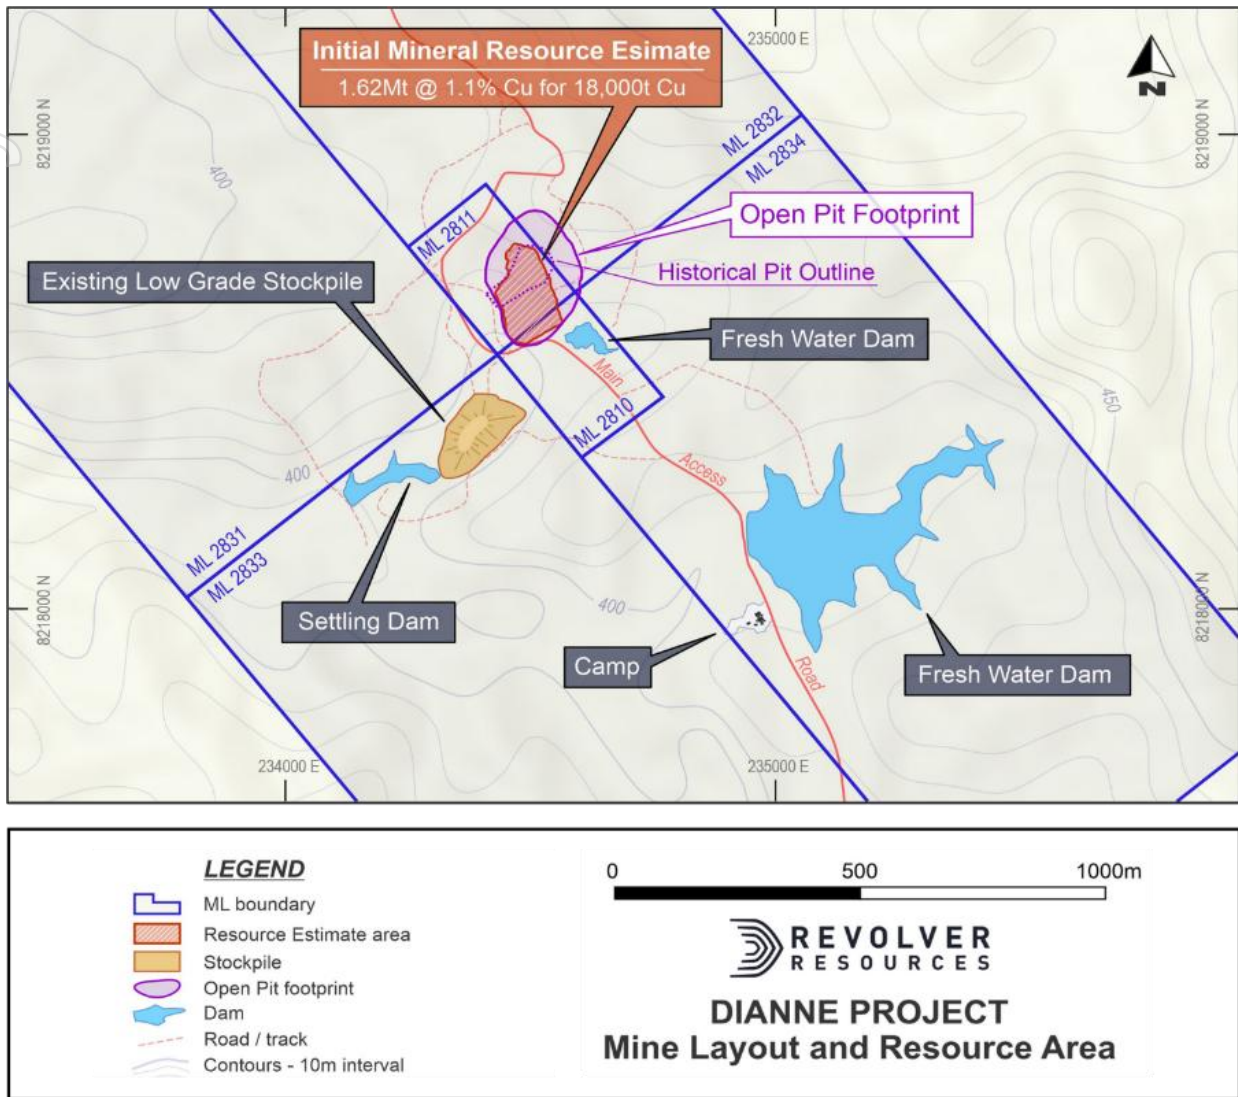 235000 E
Initial Mineral Resource Esimate
1.62Mt @ 1.1% Cu for 18,000t Cu
N
8219000 N
8219000 N
ML 2832
ML 2834
400
ML 2811
Open Pit Footprint
Historical Pit Outline
Existing Low Grade Stockpile
Fresh Water Dam
Main
ML 2810
450
400
Access
ML 2831
ML 2833
8218000 N
8218000 N
Settling Dam
400
Camp
Road
Fresh Water Dam
234000 E
235000 E
LEGEND
ML boundary
Resource Estimate area
Stockpile
Open Pit footprint
Dam
Road / track
Contours - 10m interval
0 500 1000m
REVOLVER
RESOURCES
DIANNE PROJECT
Mine Layout and Resource Area